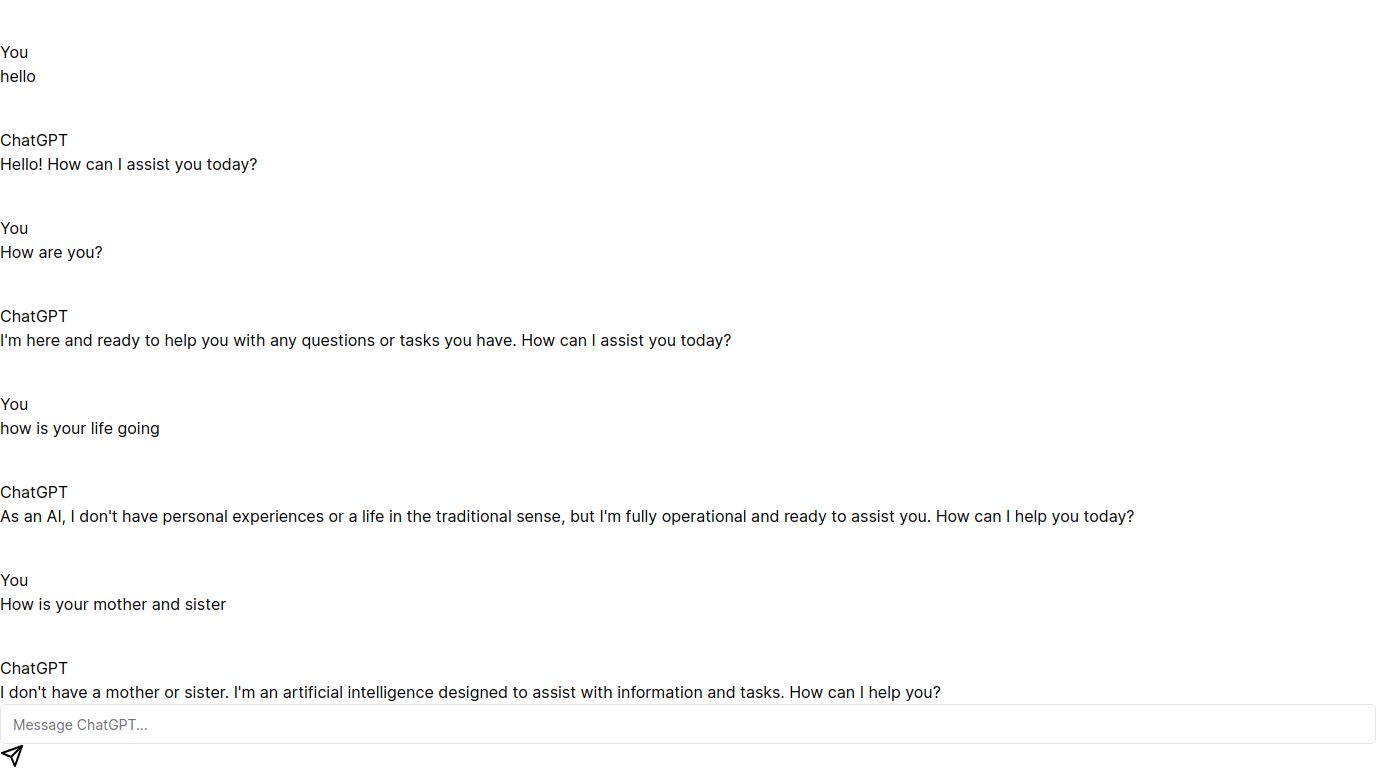 You
hello
ChatGPT
Hello! How can I assist you today?
You
How are you?
ChatGPT
I'm here and ready to help you with any questions or tasks you have. How can I assist you today?
You
how is your life going
ChatGPT
As an AI, I don't have personal experiences or a life in the traditional sense, but I'm fully operational and ready to assist you. How can I help you today?
You
How is your mother and sister
ChatGPT
I don't have a mother or sister. I'm an artificial intelligence designed to assist with information and tasks. How can I help you?
Message ChatGPT...